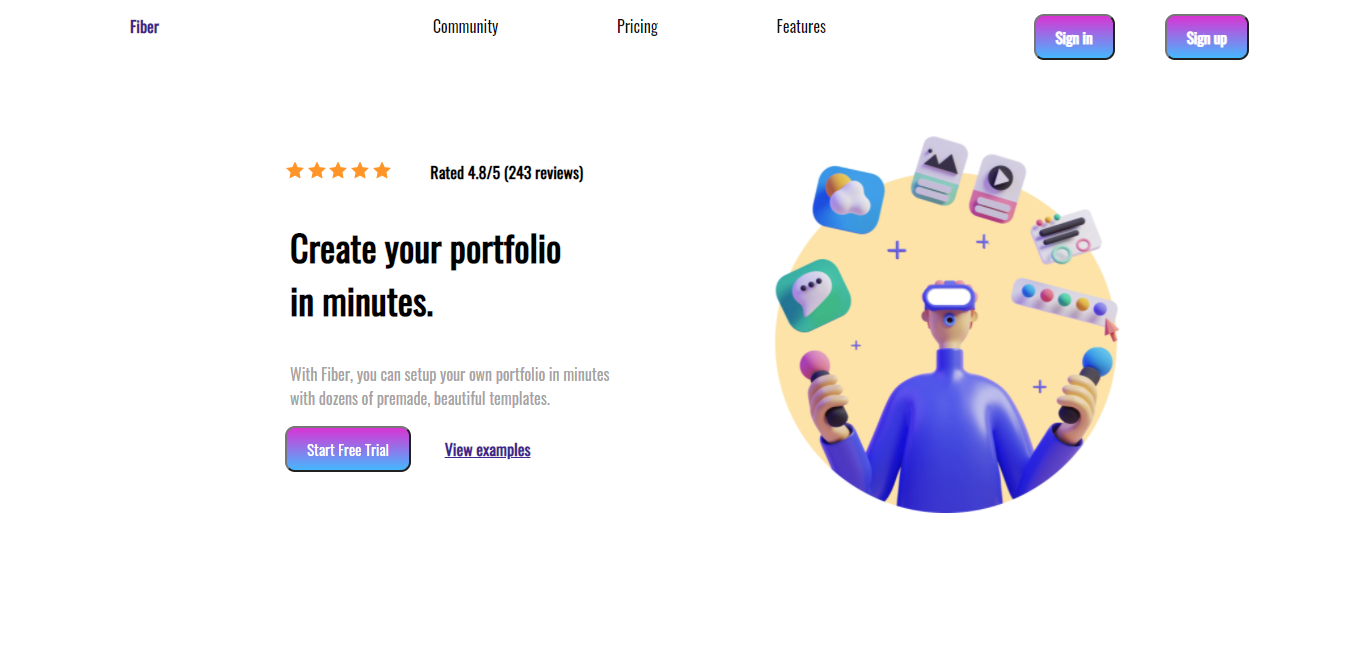 Fiber
Community
Pricing
Features
Sign in
Sign up
Rated 4.8/5 (243 reviews)
Create your portfolio
in minutes.
With Fiber, you can setup your own portfolio in minutes
with dozens of premade, beautiful templates.
Start Free Trial
View examples